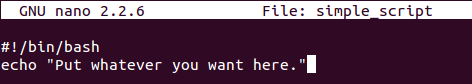 GNU nano 2.2.6 File: simple_script
#!/bin/bash
echo "Put whatever you want here."